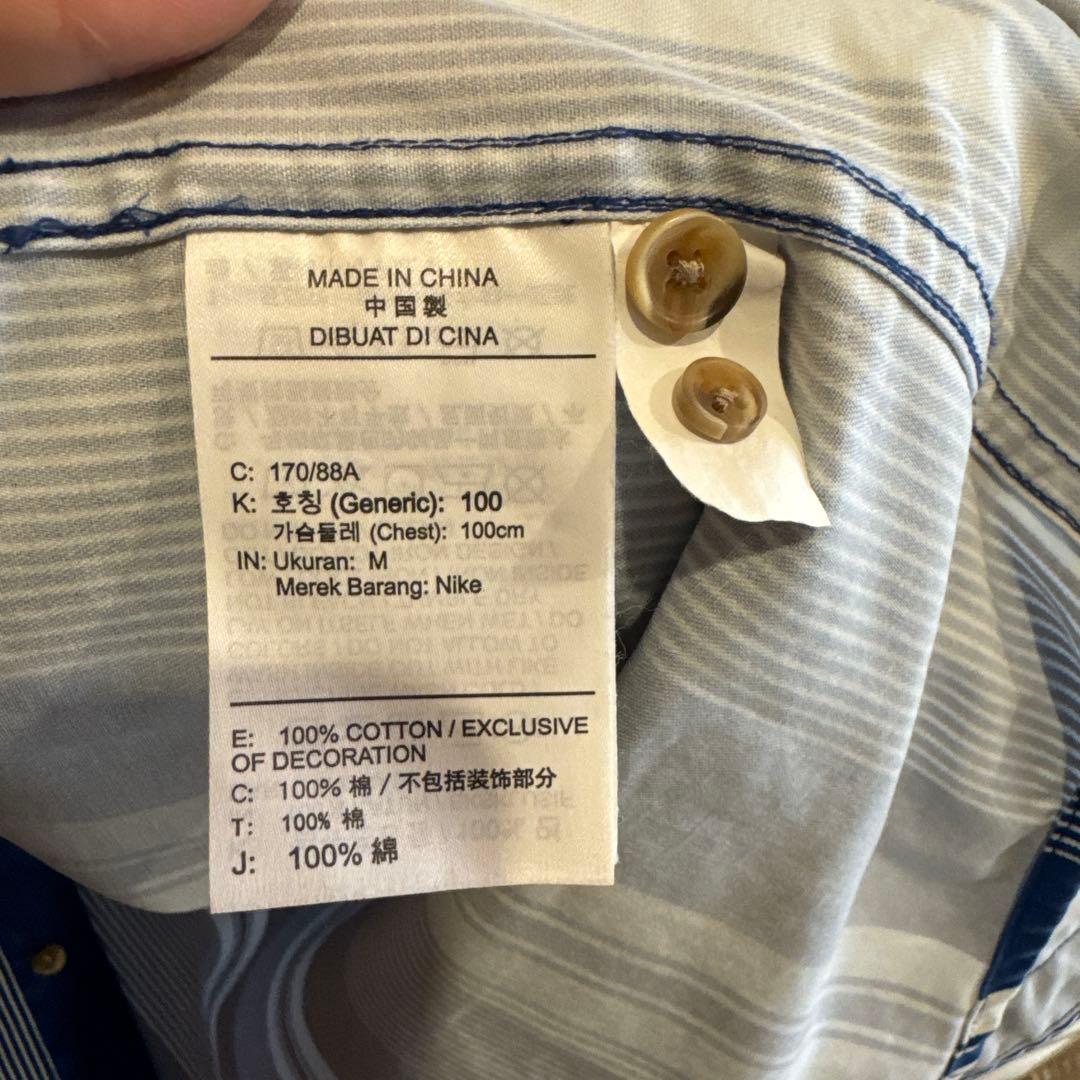 MADE IN CHINA
中国製
DIBUAT DI CINA
C: 170/88A
K: 호칭 (Generic): 100
가슴둘레 (Chest): 100cm
IN: Ukuran: M
Merek Barang: Nike
E: 100% COTTON / EXCLUSIVE
OF DECORATION
C: 100% 棉 / 不包括装饰部分
T: 100% 棉
J: 100% 綿